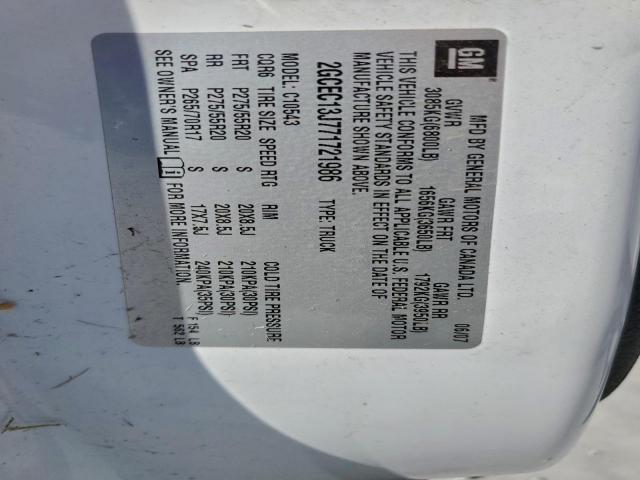 GM
MFD BY GENERAL MOTORS OF CANADA LTD.
06/07
GVWR GAWR FRT GAWR RR
3085KG(6800LB) 1656KG(3650LB) 1792KG(3950LB)
THIS VEHICLE CONFORMS TO ALL APPLICABLE U.S. FEDERAL MOTOR
VEHICLE SAFETY STANDARDS IN EFFECT ON THE DATE OF
MANUFACTURE SHOWN ABOVE.
2GCEC13J771721986 TYPE: TRUCK
MODEL: C10543
CQR6 TIRE SIZE SPEED RTG RIM COLD TIRE PRESSURE
FRT P275/55R20 S 20X8.5J 210KPA(30PSI)
RR P275/55R20 S 20X8.5J 210KPA(30PSI)
SPA P265/70R17 S 17X7.5J 240KPA(35PSI)
SEE OWNER'S MANUAL FOR MORE INFORMATION.
F 154 LB
T 562 LB